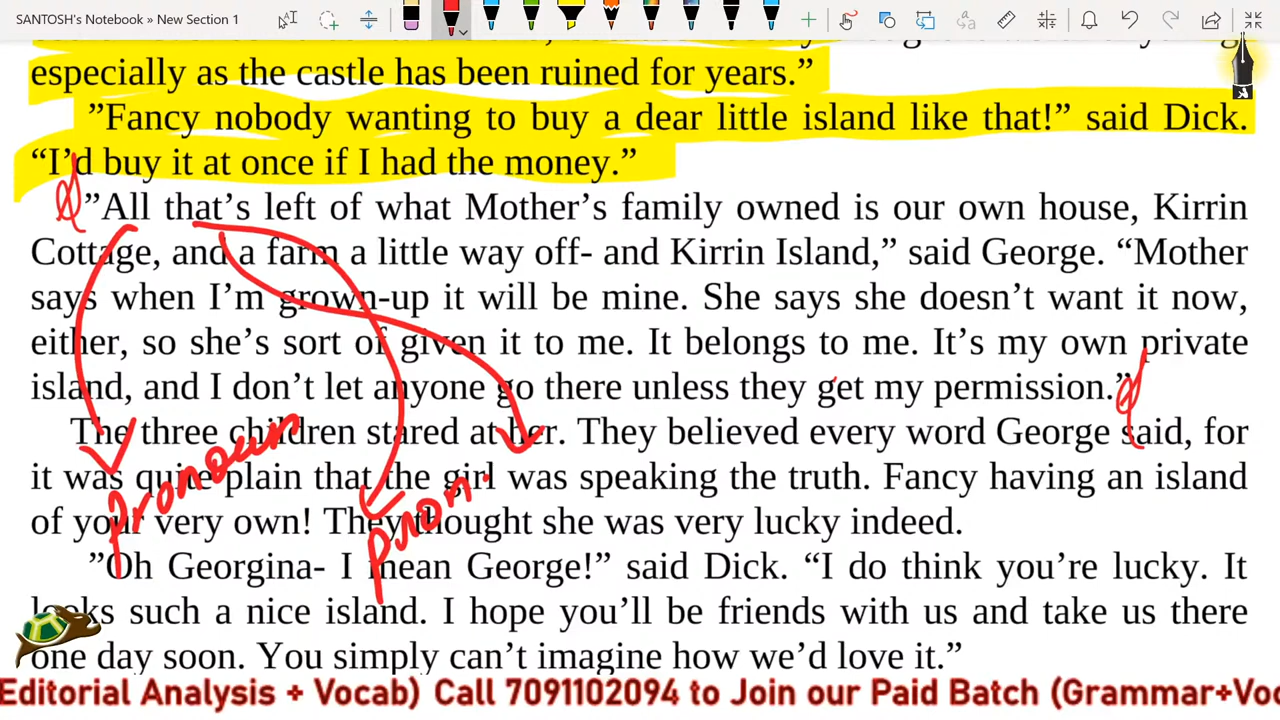 SANTOSH's Notebook » New Section 1
especially as the castle has been ruined for years.”
”Fancy nobody wanting to buy a dear little island like that!” said Dick.
“I’d buy it at once if I had the money.”
”All that’s left of what Mother’s family owned is our own house, Kirrin
Cottage, and a farm a little way off- and Kirrin Island,” said George. “Mother
says when I’m grown-up it will be mine. She says she doesn’t want it now,
either, so she’s sort of given it to me. It belongs to me. It’s my own private
island, and I don’t let anyone go there unless they get my permission.”
The three children stared at her. They believed every word George said, for
it was quite plain that the girl was speaking the truth. Fancy having an island
of your very own! They thought she was very lucky indeed.
pronoun
pron.
”Oh Georgina- I mean George!” said Dick. “I do think you’re lucky. It
looks such a nice island. I hope you’ll be friends with us and take us there
one day soon. You simply can’t imagine how we’d love it.”
Editorial Analysis + Vocab) Call 7091102094 to Join our Paid Batch (Grammar+Voc